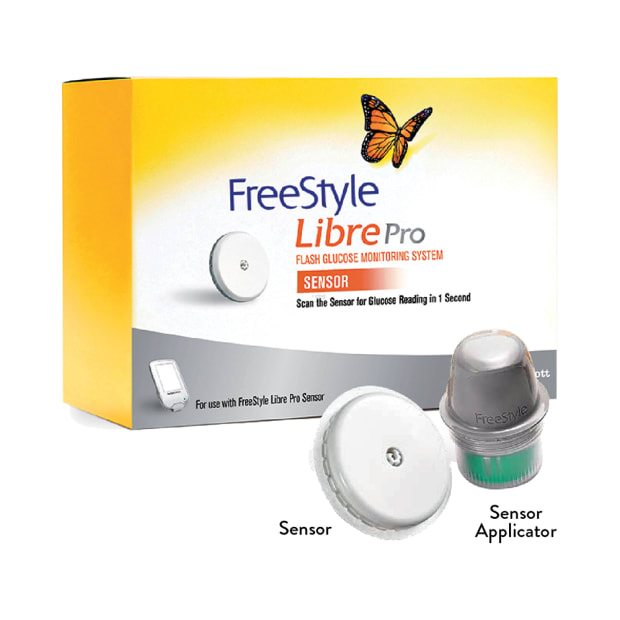 FreeStyle
Libre Pro
FLASH GLUCOSE MONITORING SYSTEM
SENSOR
Scan the Sensor for Glucose Reading in 1 Second
For use with FreeStyle Libre Pro Sensor
ott
FreeStyle
Sensor
Sensor
Applicator